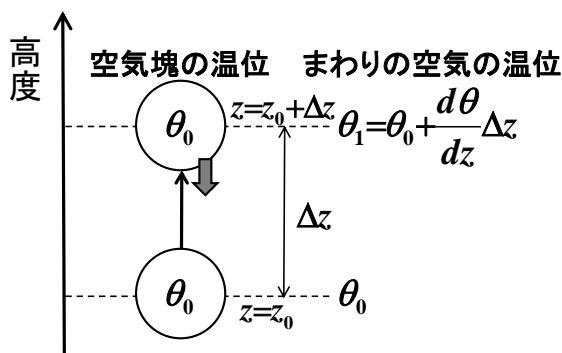 高度
空気塊の温位 まわりの空気の温位
θ₀ z=z₀+Δz θ₁=θ₀+dθ/dz Δz
Δz
θ₀ z=z₀ θ₀